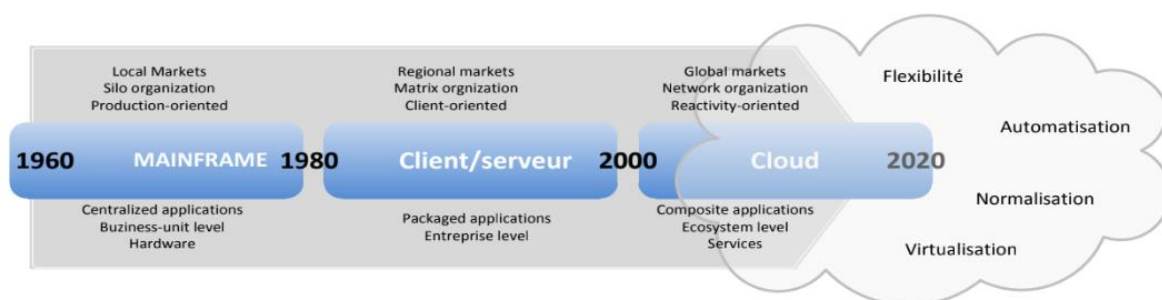 Local Markets
Silo organization
Production-oriented
Regional markets
Matrix orgnization
Client-oriented
Global markets
Network organization
Reactivity-oriented
Flexibilité
Automatisation
1960
MAINFRAME
1980
Client/serveur
2000
Cloud
2020
Normalisation
Centralized applications
Buziness-unit level
Hardware
Packaged applications
Entreprise level
Composite applications
Ecosystem level
Services
Virtualisation